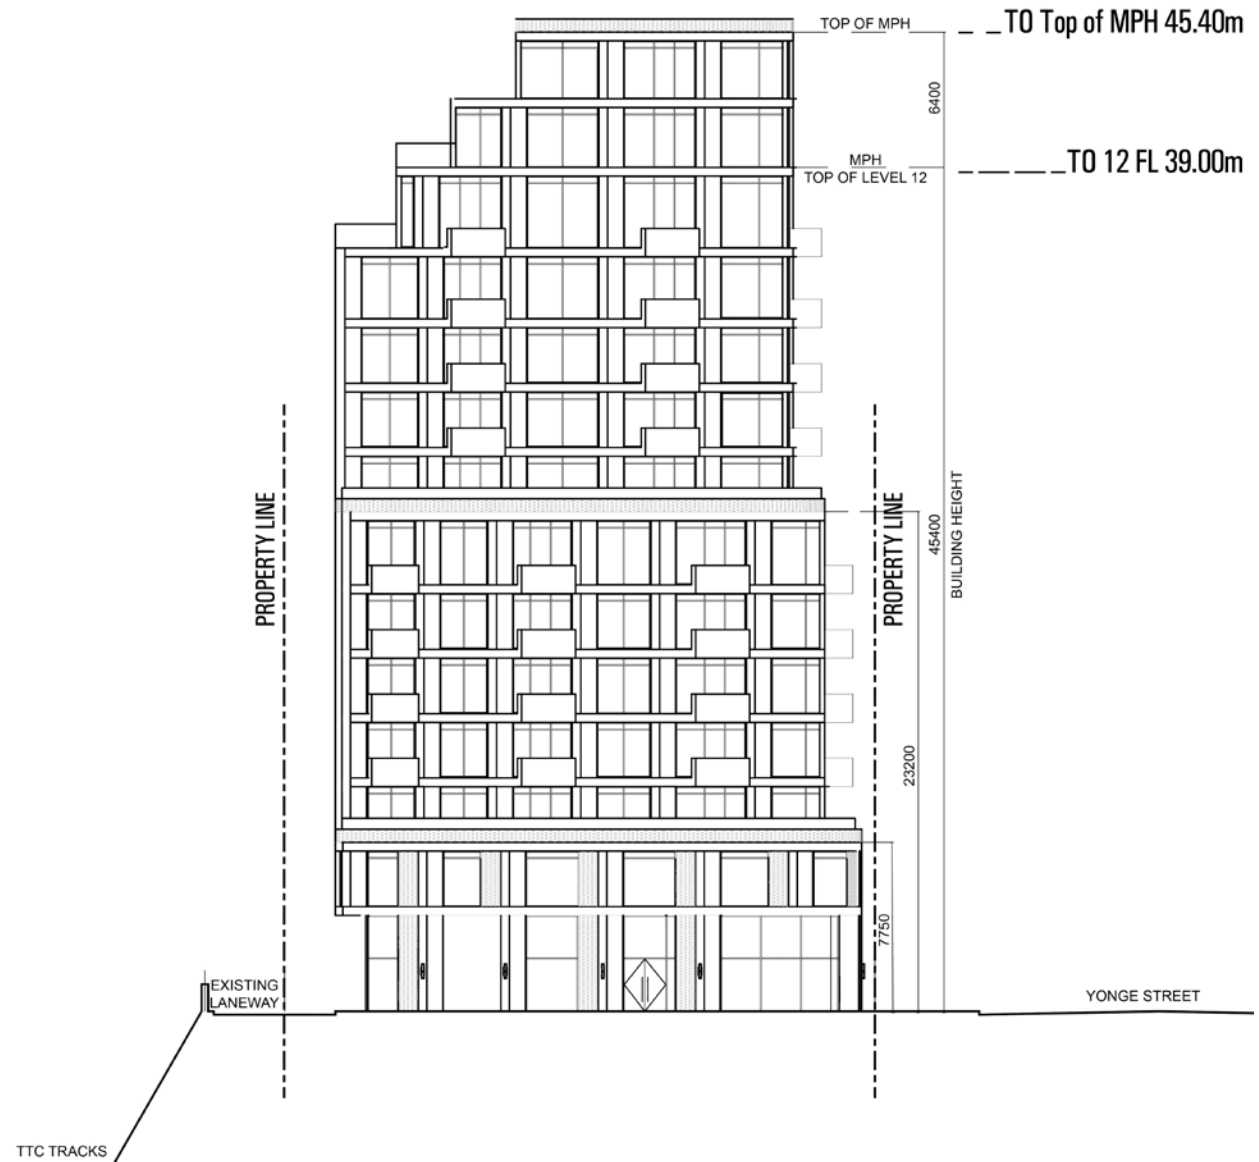 TOP OF MPH
TO Top of MPH 45.40m
6400
MPH
TOP OF LEVEL 12
TO 12 FL 39.00m
PROPERTY LINE
PROPERTY LINE
45400
BUILDING HEIGHT
23200
7750
EXISTING
LANEWAY
YONGE STREET
TTC TRACKS